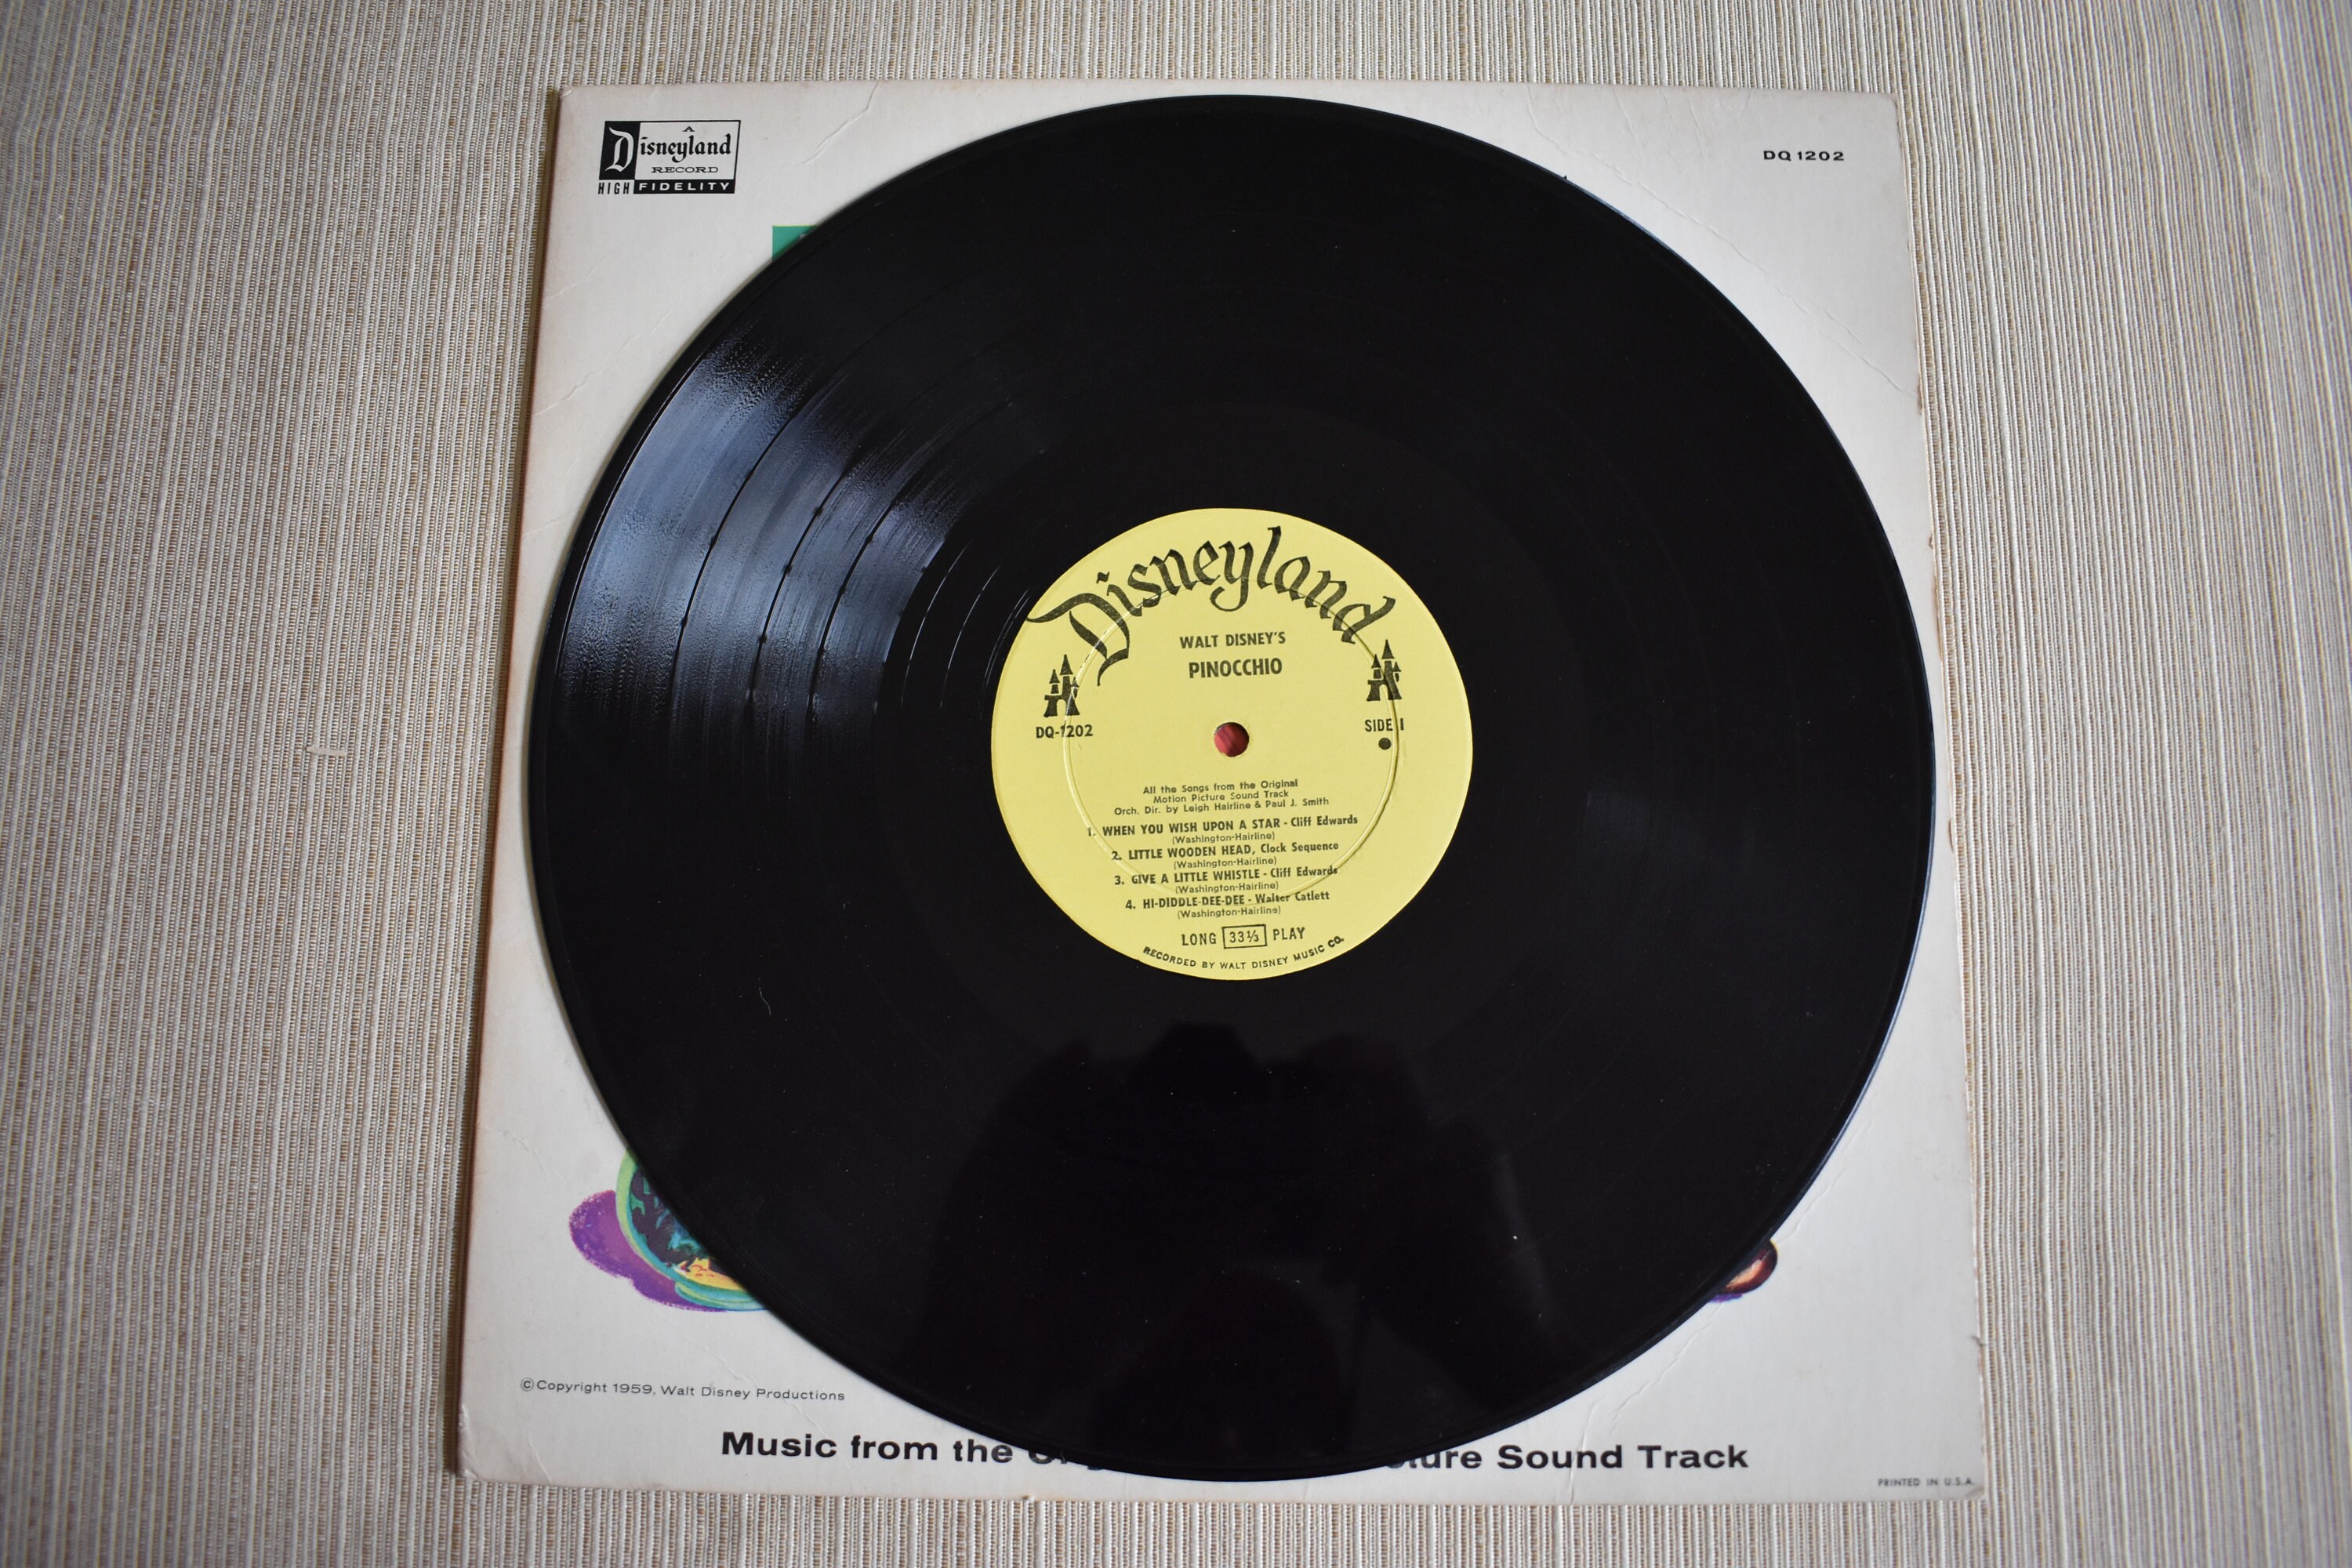 A
Disneyland
RECORD
HIGH FIDELITY
DQ 1202
Disneyland
WALT DISNEY'S
PINOCCHIO
DQ-1202
SIDE 1
All the Songs from the Original
Motion Picture Sound Track
Orch. Dir. by Leigh Hairline & Paul J. Smith
1. WHEN YOU WISH UPON A STAR - Cliff Edwards
(Washington-Hairline)
2. LITTLE WOODEN HEAD, Clock Sequence
(Washington-Hairline)
3. GIVE A LITTLE WHISTLE - Cliff Edwards
(Washington-Hairline)
4. HI-DIDDLE-DEE-DEE - Walter Catlett
(Washington-Hairline)
LONG 33⅓ PLAY
RECORDED BY WALT DISNEY MUSIC CO.
© Copyright 1959, Walt Disney Productions
Music from the Sound Track
PRINTED IN U.S.A.